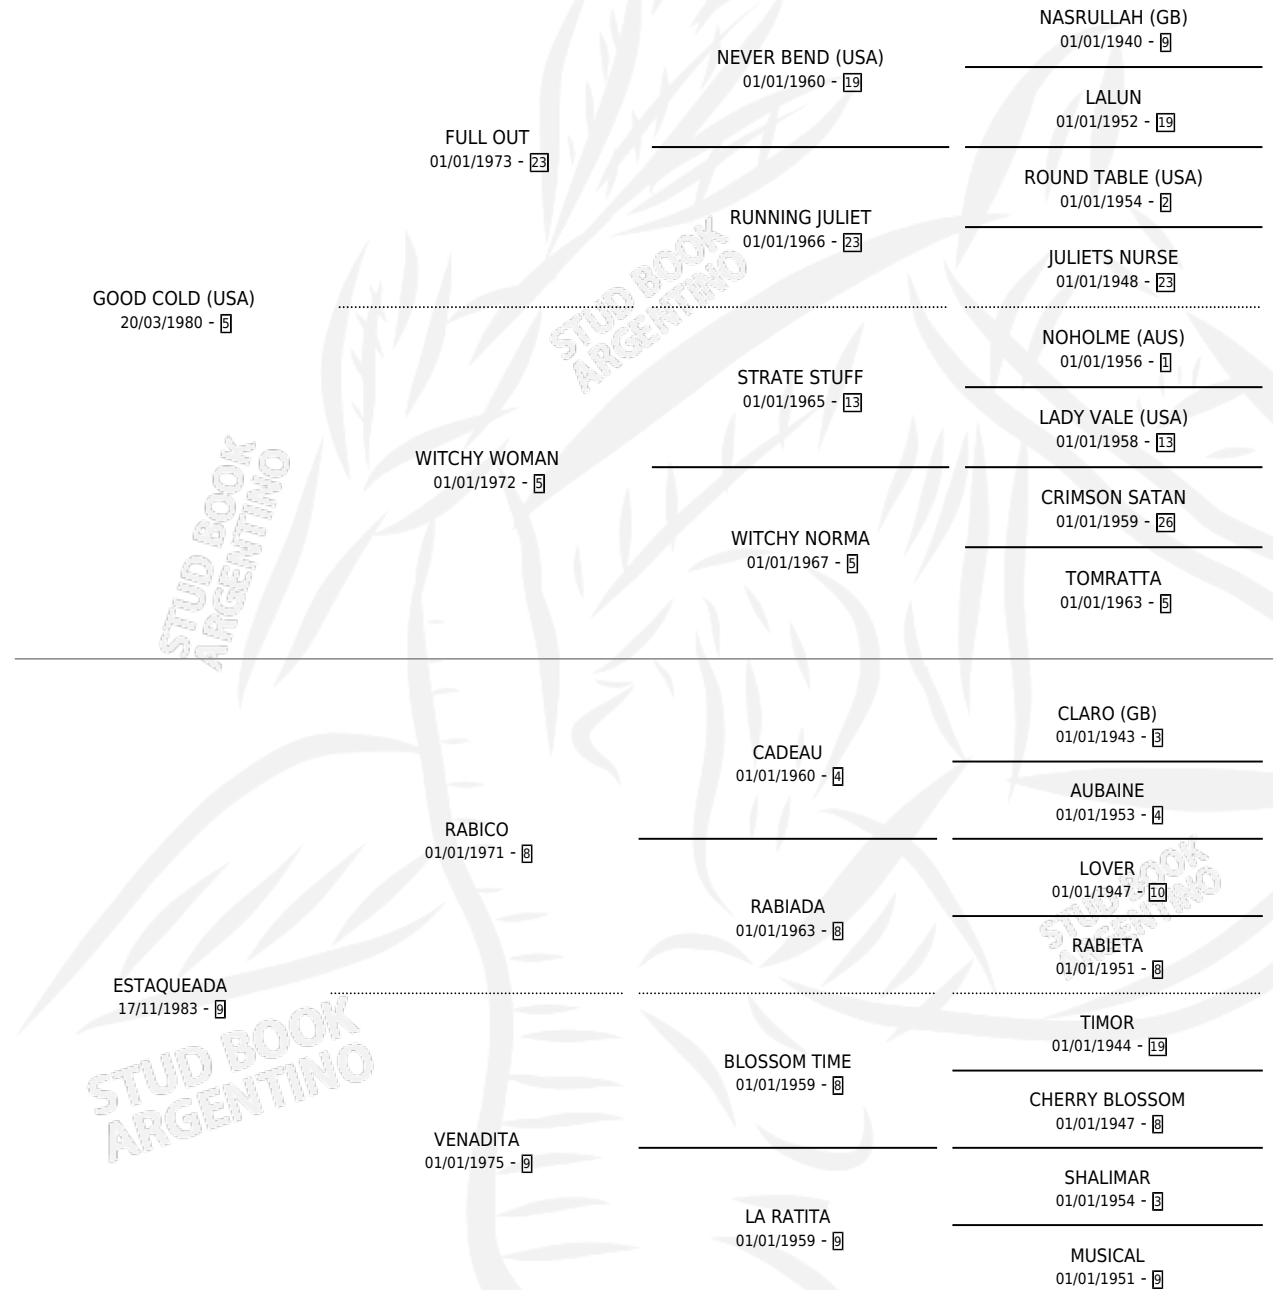 NASRULLAH (GB)
01/01/1940 - 9
NEVER BEND (USA)
01/01/1960 - 19
LALUN
01/01/1952 - 19
FULL OUT
01/01/1973 - 23
ROUND TABLE (USA)
01/01/1954 - 2
RUNNING JULIET
01/01/1966 - 23
JULIETS NURSE
01/01/1948 - 23
GOOD COLD (USA)
20/03/1980 - 5
NOHOLME (AUS)
01/01/1956 - 1
STRATE STUFF
01/01/1965 - 13
LADY VALE (USA)
01/01/1958 - 13
WITCHY WOMAN
01/01/1972 - 5
CRIMSON SATAN
01/01/1959 - 26
WITCHY NORMA
01/01/1967 - 5
TOMRATTA
01/01/1963 - 5
STUD BOOK
ARGENTINO
STUD BOOK
ARGENTINO
CLARO (GB)
01/01/1943 - 3
CADEAU
01/01/1960 - 4
AUBAINE
01/01/1953 - 4
RABICO
01/01/1971 - 8
LOVER
01/01/1947 - 10
RABIADA
01/01/1963 - 8
RABIETA
01/01/1951 - 8
ESTAQUEADA
17/11/1983 - 9
TIMOR
01/01/1944 - 19
BLOSSOM TIME
01/01/1959 - 8
CHERRY BLOSSOM
01/01/1947 - 8
VENADITA
01/01/1975 - 9
SHALIMAR
01/01/1954 - 3
LA RATITA
01/01/1959 - 9
MUSICAL
01/01/1951 - 9
STUD BOOK
ARGENTINO
STUD BOOK
ARGENTINO